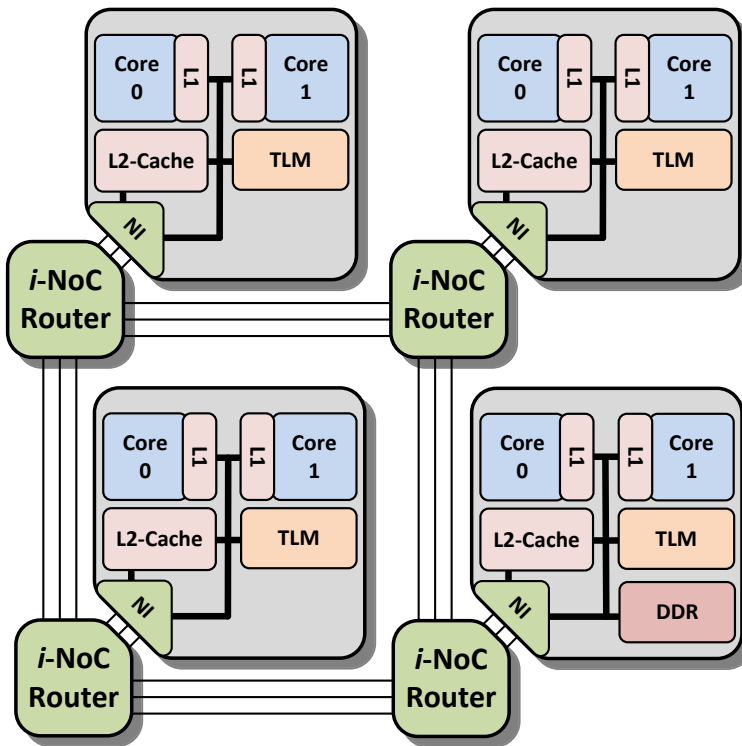 Core
0
L1
L1
Core
1
L2-Cache
TLM
NI
i-NoC
Router
Core
0
L1
L1
Core
1
L2-Cache
TLM
NI
i-NoC
Router
Core
0
L1
L1
Core
1
L2-Cache
TLM
NI
i-NoC
Router
Core
0
L1
L1
Core
1
L2-Cache
TLM
NI
DDR
i-NoC
Router